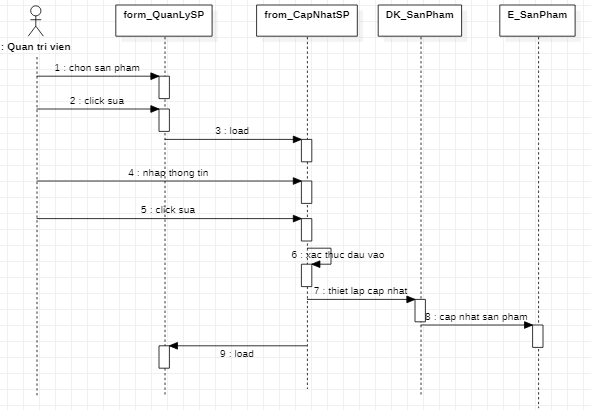 form_QuanLySP
from_CapNhatSP
DK_SanPham
E_SanPham
: Quan tri vien
1 : chon san pham
2 : click sua
3 : load
4 : nhap thong tin
5 : click sua
6 : xac thuc dau vao
7 : thiet lap cap nhat
8 : cap nhat san pham
9 : load